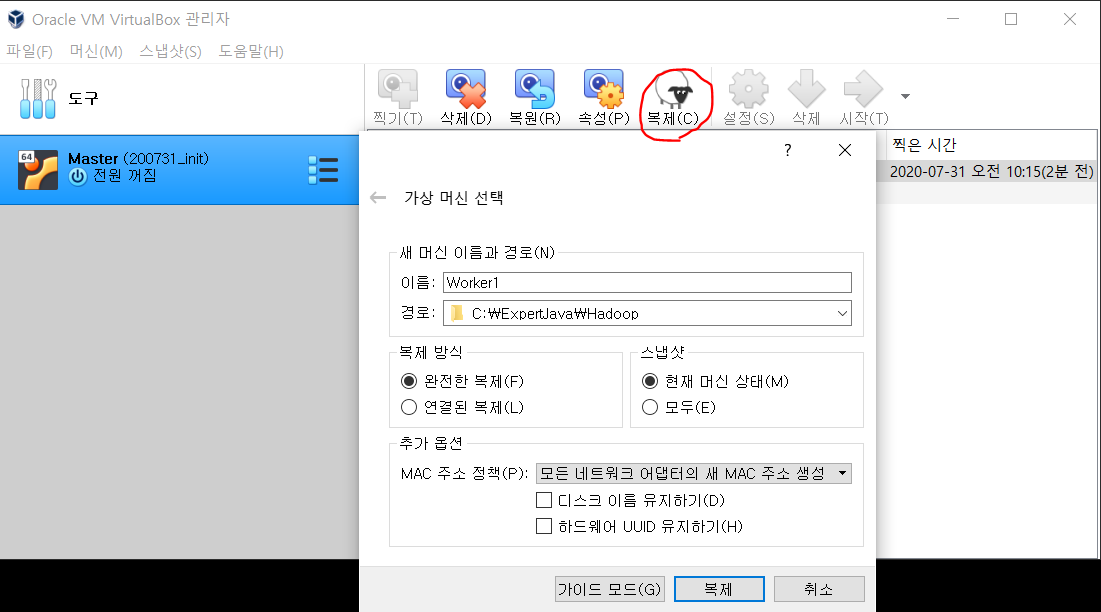 Oracle VM VirtualBox 관리자
파일(F) 머신(M) 스냅샷(S) 도움말(H)
도구
찍기(T) 삭제(D) 복원(R) 속성(P) 복제(C) 설정(S) 삭제 시작(T)
64
Master (200731_init)
전원 꺼짐
찍은 시간
2020-07-31 오전 10:15(2분 전)
?
가상 머신 선택
새 머신 이름과 경로(N)
이름: Worker1
경로: C:₩ExpertJava₩Hadoop
복제 방식
완전한 복제(F)
연결된 복제(L)
스냅샷
현재 머신 상태(M)
모두(E)
추가 옵션
MAC 주소 정책(P): 모든 네트워크 어댑터의 새 MAC 주소 생성
디스크 이름 유지하기(D)
하드웨어 UUID 유지하기(H)
가이드 모드(G) 복제 취소